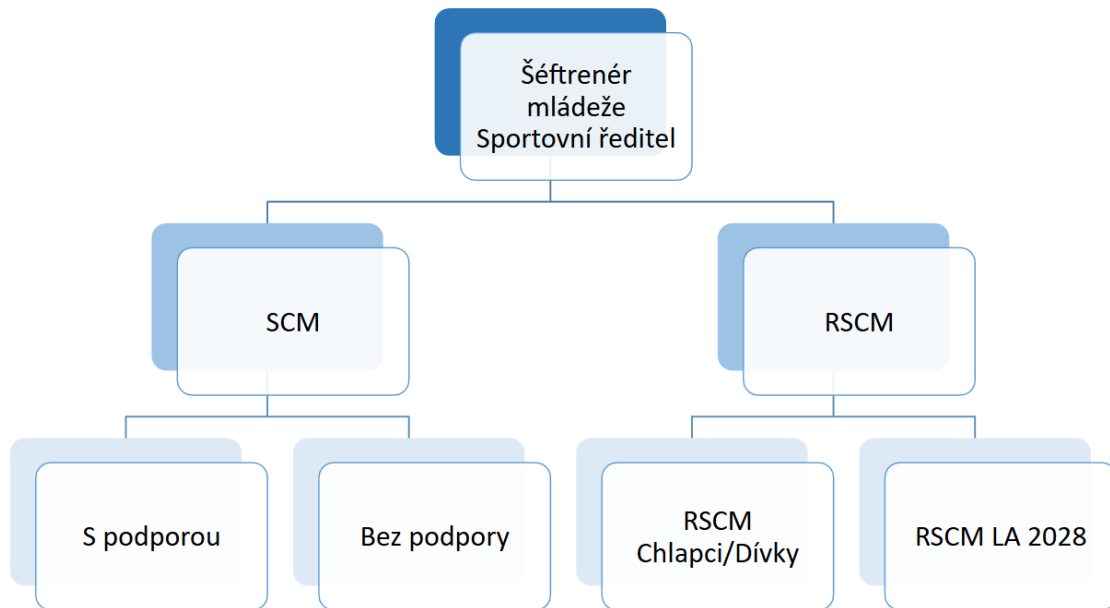 Šéftrenér
mládeže
Sportovní ředitel
SCM
RSCM
S podporou
Bez podpory
RSCM
Chlapci/Dívky
RSCM LA 2028